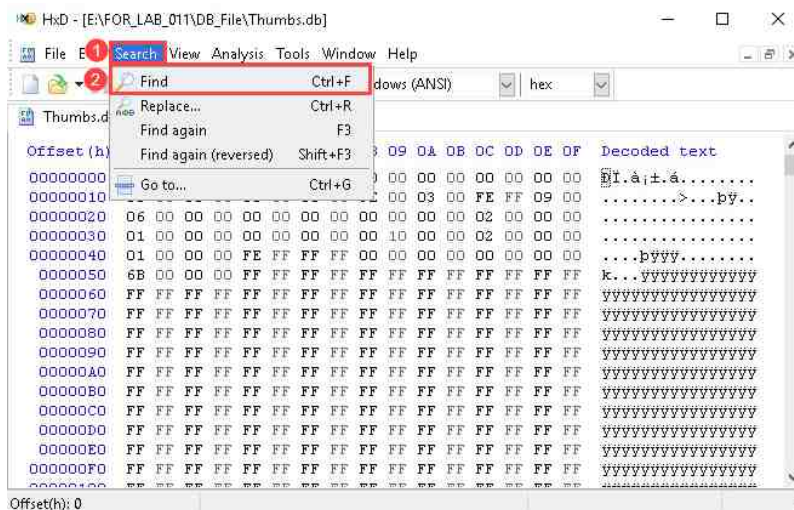 HxD - [E:\FOR_LAB_011\DB_File\Thumbs.db]
File E 1 Search View Analysis Tools Window Help
2 Find Ctrl+F dows (ANSI) hex
Replace... Ctrl+R
Thumbs.d
Find again F3
Offset(h) Find again (reversed) Shift+F3 09 0A 0B 0C 0D 0E 0F Decoded text
00000000 Go to... Ctrl+G 00 00 00 00 00 00 00 ÐÏ.à¡±.á........
00000010 00 03 00 FE FF 09 00 ........>...þÿ..
00000020 06 00 00 00 00 00 00 00 00 00 00 00 02 00 00 00 ................
00000030 01 00 00 00 00 00 00 00 00 10 00 00 02 00 00 00 ................
00000040 01 00 00 00 FE FF FF FF 00 00 00 00 00 00 00 00 ....þÿÿÿ........
00000050 6B 00 00 00 FF FF FF FF FF FF FF FF FF FF FF FF k...ÿÿÿÿÿÿÿÿÿÿÿÿ
00000060 FF FF FF FF FF FF FF FF FF FF FF FF FF FF FF FF ÿÿÿÿÿÿÿÿÿÿÿÿÿÿÿÿ
00000070 FF FF FF FF FF FF FF FF FF FF FF FF FF FF FF FF ÿÿÿÿÿÿÿÿÿÿÿÿÿÿÿÿ
00000080 FF FF FF FF FF FF FF FF FF FF FF FF FF FF FF FF ÿÿÿÿÿÿÿÿÿÿÿÿÿÿÿÿ
00000090 FF FF FF FF FF FF FF FF FF FF FF FF FF FF FF FF ÿÿÿÿÿÿÿÿÿÿÿÿÿÿÿÿ
000000A0 FF FF FF FF FF FF FF FF FF FF FF FF FF FF FF FF ÿÿÿÿÿÿÿÿÿÿÿÿÿÿÿÿ
000000B0 FF FF FF FF FF FF FF FF FF FF FF FF FF FF FF FF ÿÿÿÿÿÿÿÿÿÿÿÿÿÿÿÿ
000000C0 FF FF FF FF FF FF FF FF FF FF FF FF FF FF FF FF ÿÿÿÿÿÿÿÿÿÿÿÿÿÿÿÿ
000000D0 FF FF FF FF FF FF FF FF FF FF FF FF FF FF FF FF ÿÿÿÿÿÿÿÿÿÿÿÿÿÿÿÿ
000000E0 FF FF FF FF FF FF FF FF FF FF FF FF FF FF FF FF ÿÿÿÿÿÿÿÿÿÿÿÿÿÿÿÿ
000000F0 FF FF FF FF FF FF FF FF FF FF FF FF FF FF FF FF ÿÿÿÿÿÿÿÿÿÿÿÿÿÿÿÿ
Offset(h): 0